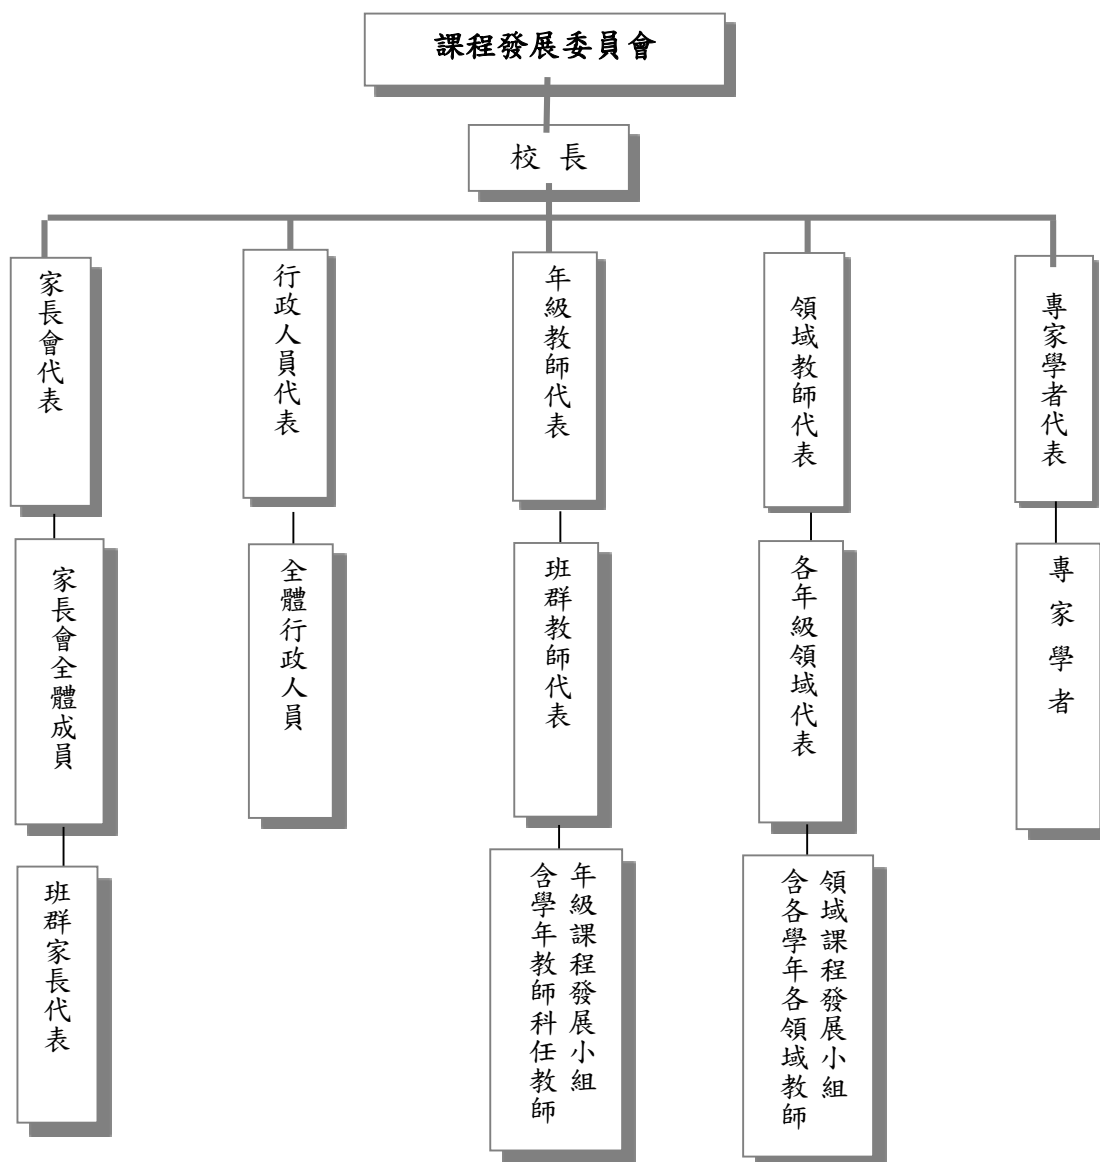 課程發展委員會
校長
家長會代表
行政人員代表
年級教師代表
領域教師代表
專家學者代表
家長會全體成員
全體行政人員
班群教師代表
各年級領域代表
專家學者
班群家長代表
年級課程發展小組
含學年教師科任教師
領域課程發展小組
含各學年各領域教師